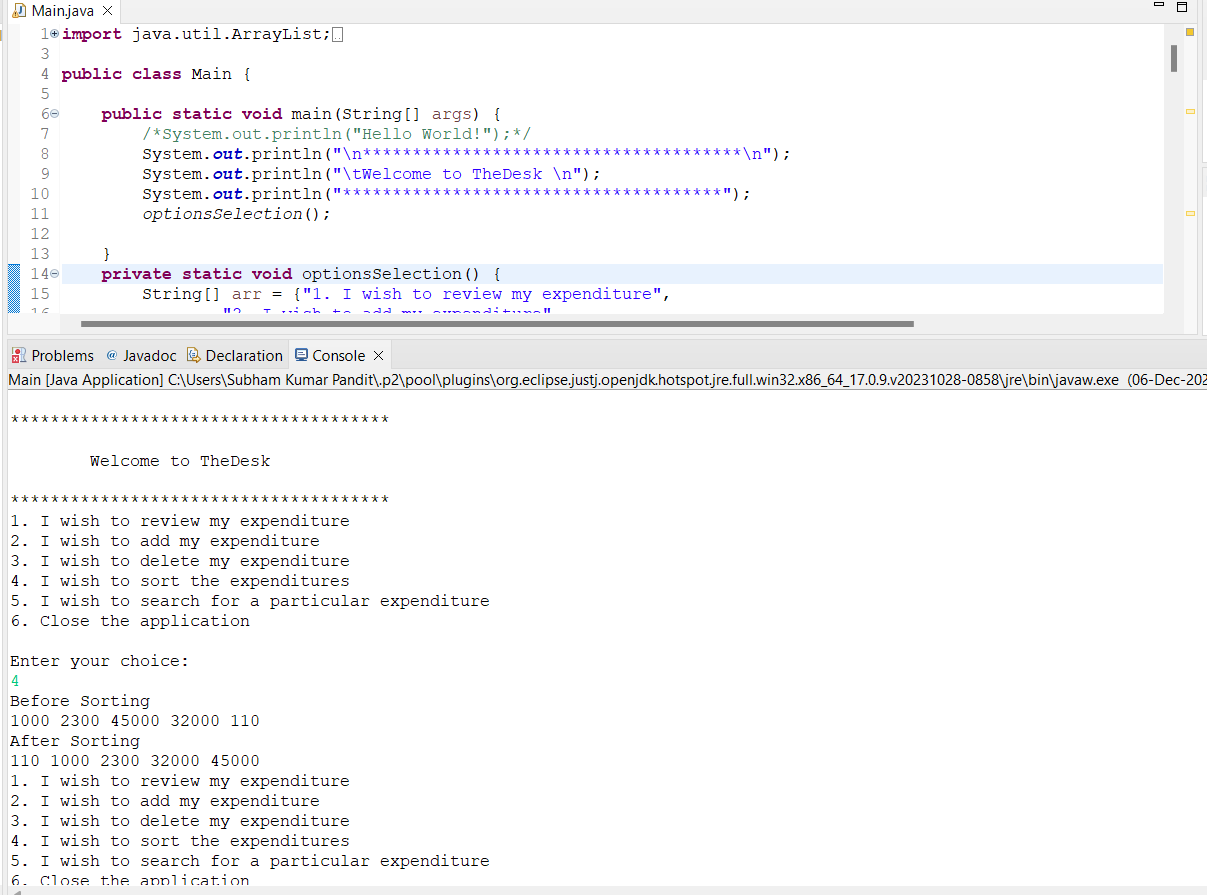 Main.java
1 import java.util.ArrayList;
3
4 public class Main {
5
6     public static void main(String[] args) {
7         /*System.out.println("Hello World!");*/
8         System.out.println("\n**************************************\n");
9         System.out.println("\tWelcome to TheDesk \n");
10         System.out.println("**************************************");
11         optionsSelection();
12
13     }
14     private static void optionsSelection() {
15         String[] arr = {"1. I wish to review my expenditure",
16                 "2. I wish to add my expenditure"
Problems @ Javadoc Declaration Console
Main [Java Application] C:\Users\Subham Kumar Pandit\.p2\pool\plugins\org.eclipse.justj.openjdk.hotspot.jre.full.win32.x86_64_17.0.9.v20231028-0858\jre\bin\javaw.exe (06-Dec-202
**************************************
Welcome to TheDesk
**************************************
1. I wish to review my expenditure
2. I wish to add my expenditure
3. I wish to delete my expenditure
4. I wish to sort the expenditures
5. I wish to search for a particular expenditure
6. Close the application
Enter your choice:
4
Before Sorting
1000 2300 45000 32000 110
After Sorting
110 1000 2300 32000 45000
1. I wish to review my expenditure
2. I wish to add my expenditure
3. I wish to delete my expenditure
4. I wish to sort the expenditures
5. I wish to search for a particular expenditure
6. Close the application